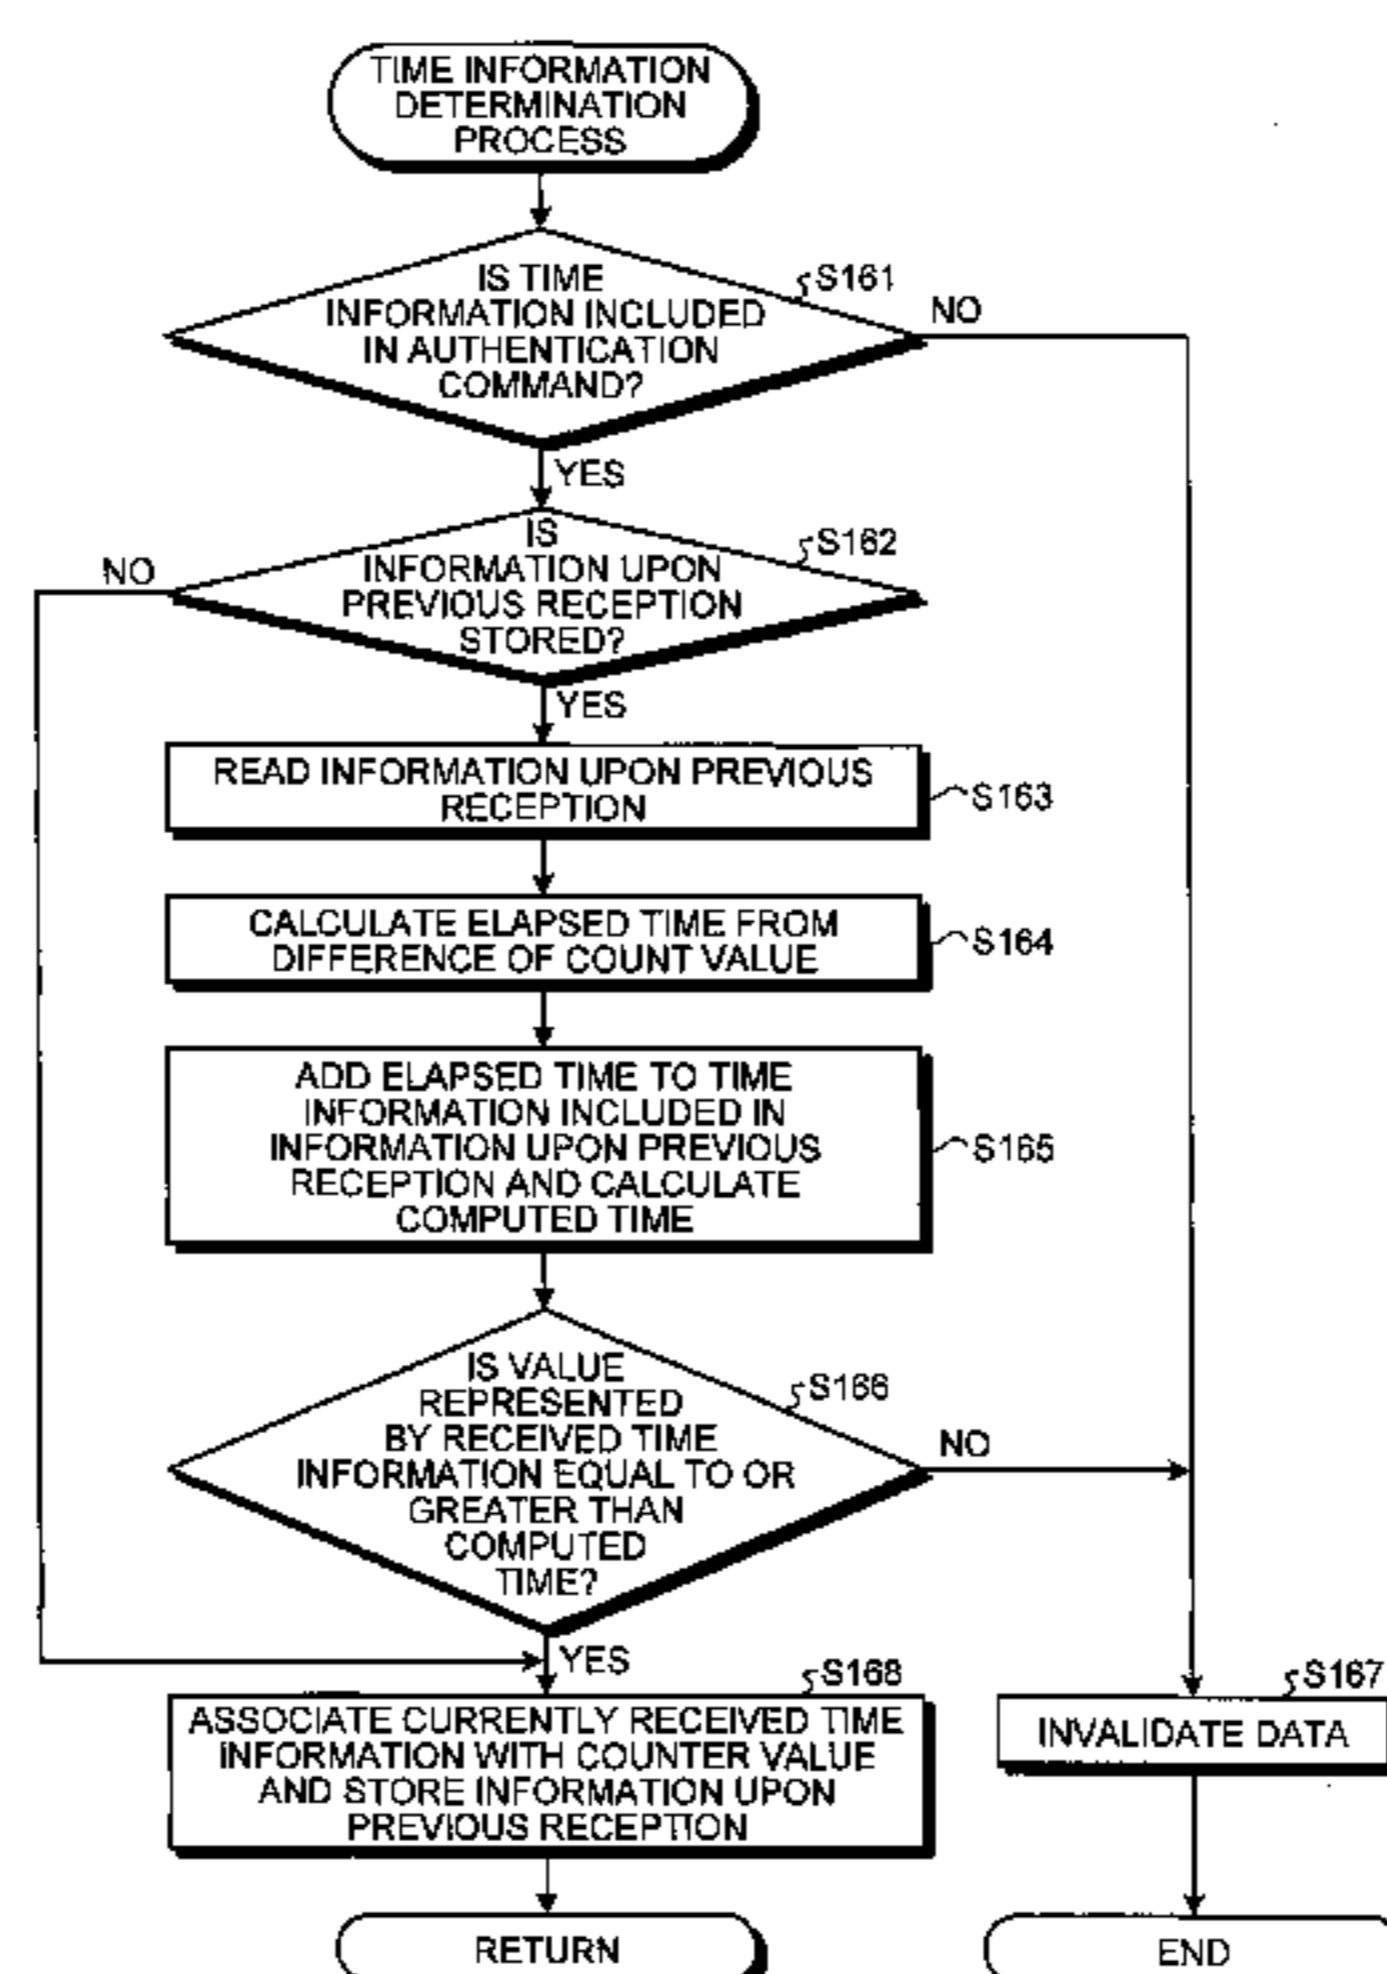 TIME INFORMATION
DETERMINATION
PROCESS
IS TIME
INFORMATION INCLUDED
IN AUTHENTICATION
COMMAND?
S161
NO
YES
IS
INFORMATION UPON
PREVIOUS RECEPTION
STORED?
S162
NO
YES
READ INFORMATION UPON PREVIOUS
RECEPTION
S163
CALCULATE ELAPSED TIME FROM
DIFFERENCE OF COUNT VALUE
S164
ADD ELAPSED TIME TO TIME
INFORMATION INCLUDED IN
INFORMATION UPON PREVIOUS
RECEPTION AND CALCULATE
COMPUTED TIME
S165
IS VALUE
REPRESENTED
BY RECEIVED TIME
INFORMATION EQUAL TO OR
GREATER THAN
COMPUTED
TIME?
S166
NO
YES
S168
ASSOCIATE CURRENTLY RECEIVED TIME
INFORMATION WITH COUNTER VALUE
AND STORE INFORMATION UPON
PREVIOUS RECEPTION
S167
INVALIDATE DATA
RETURN
END